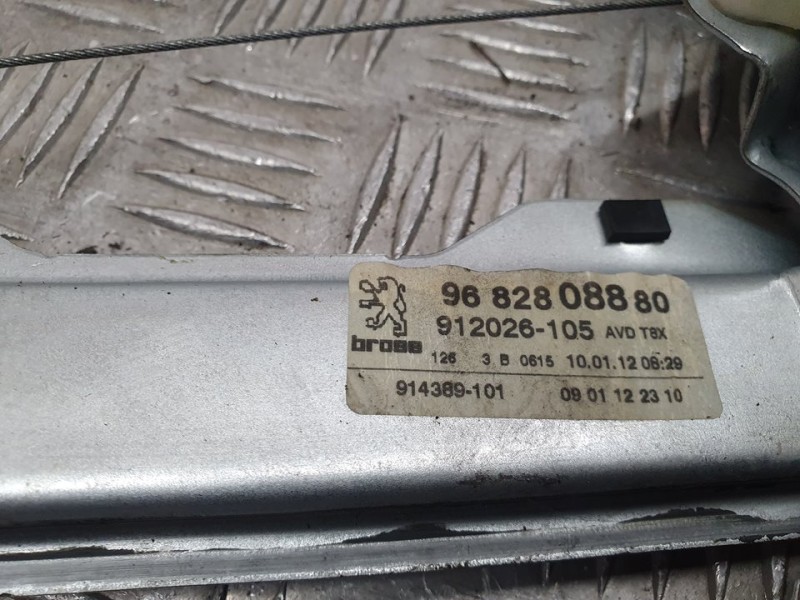 96 828 088 80
912026-105 AVD T8X
brose
126 3 B 0615 10.01.12 08:29
914389-101 09 01 12 23 10